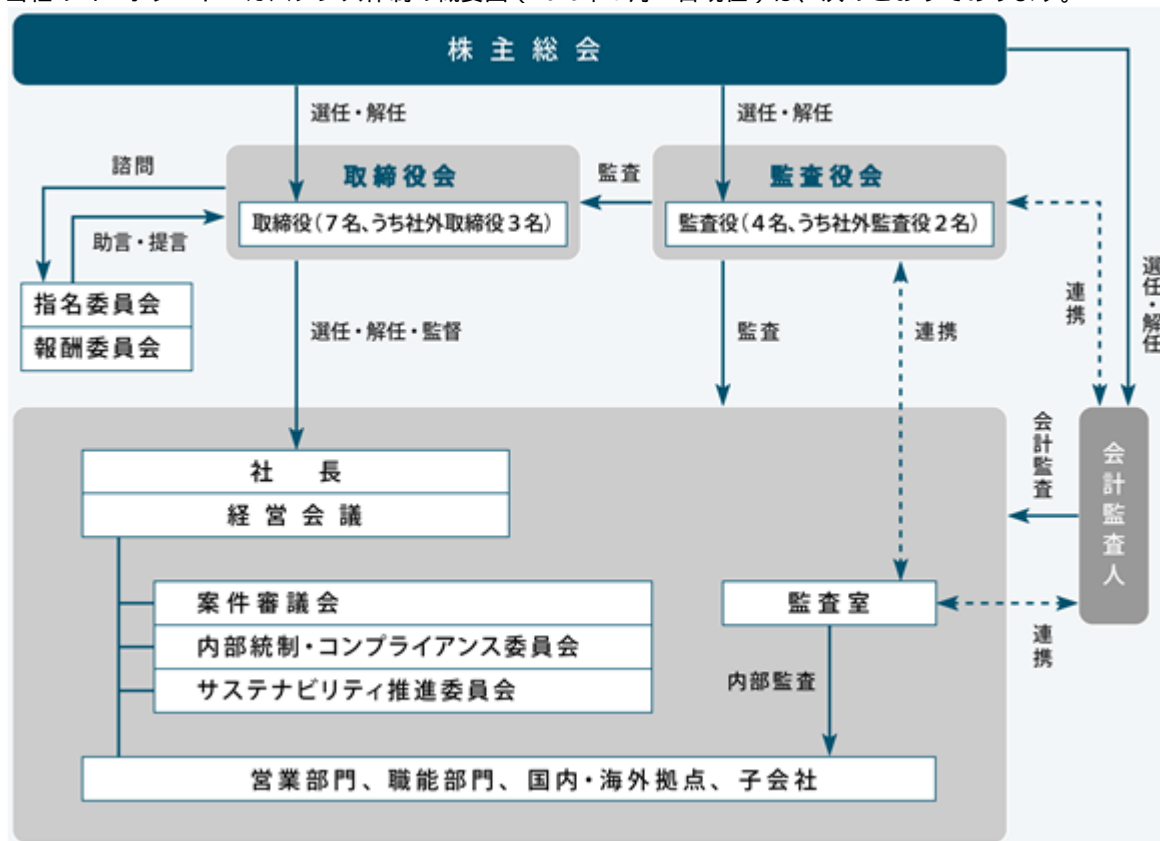 株主総会
選任・解任
選任・解任
諮問
取締役会
監査
監査役会
取締役(7名、うち社外取締役3名)
監査役(4名、うち社外監査役2名)
助言・提言
選任・解任
連携
指名委員会
報酬委員会
選任・解任・監督
監査
連携
会計監査
会計監査人
社長
経営会議
案件審議会
内部統制・コンプライアンス委員会
サステナビリティ推進委員会
監査室
連携
内部監査
営業部門、職能部門、国内・海外拠点、子会社